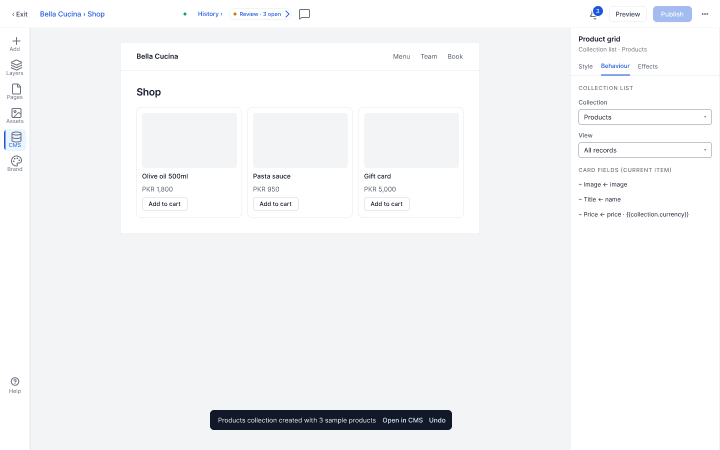 ‹ Exit
Bella Cucina › Shop
History ›
Review · 3 open
3
Preview
Publish
Add
Layers
Pages
Assets
CMS
Brand
Help
Bella Cucina
Menu
Team
Book
Shop
Olive oil 500ml
PKR 1,800
Add to cart
Pasta sauce
PKR 950
Add to cart
Gift card
PKR 5,000
Add to cart
Products collection created with 3 sample products
Open in CMS
Undo
Product grid
Collection list · Products
Style
Behaviour
Effects
COLLECTION LIST
Collection
Products
View
All records
CARD FIELDS (CURRENT ITEM)
– Image ← image
– Title ← name
– Price ← price · {{collection.currency}}